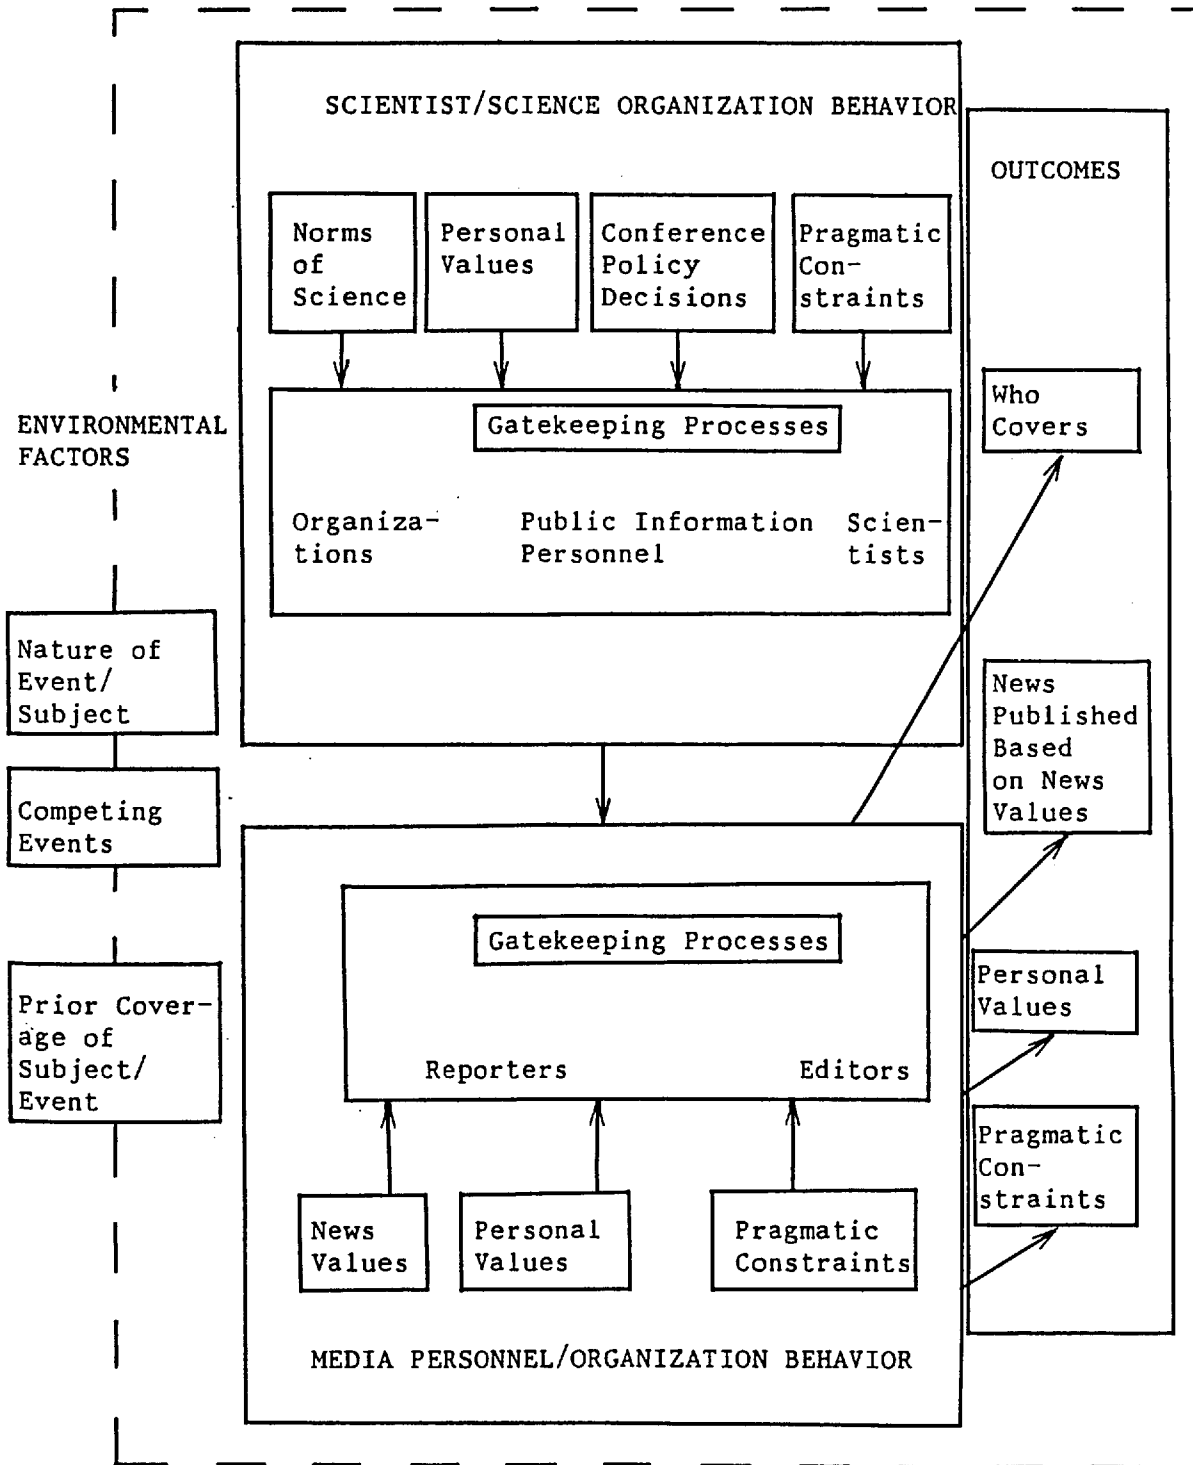 SCIENTIST/SCIENCE ORGANIZATION BEHAVIOR
OUTCOMES
Norms
of
Science
Personal
Values
Conference
Policy
Decisions
Pragmatic
Con-
straints
Who
Covers
ENVIRONMENTAL
FACTORS
Gatekeeping Processes
Organiza-
tions
Public Information
Personnel
Scien-
tists
Nature of
Event/
Subject
News
Published
Based
on News
Values
Competing
Events
Gatekeeping Processes
Personal
Values
Prior Cover-
age of
Subject/
Event
Reporters
Editors
Pragmatic
Con-
straints
News
Values
Personal
Values
Pragmatic
Constraints
MEDIA PERSONNEL/ORGANIZATION BEHAVIOR